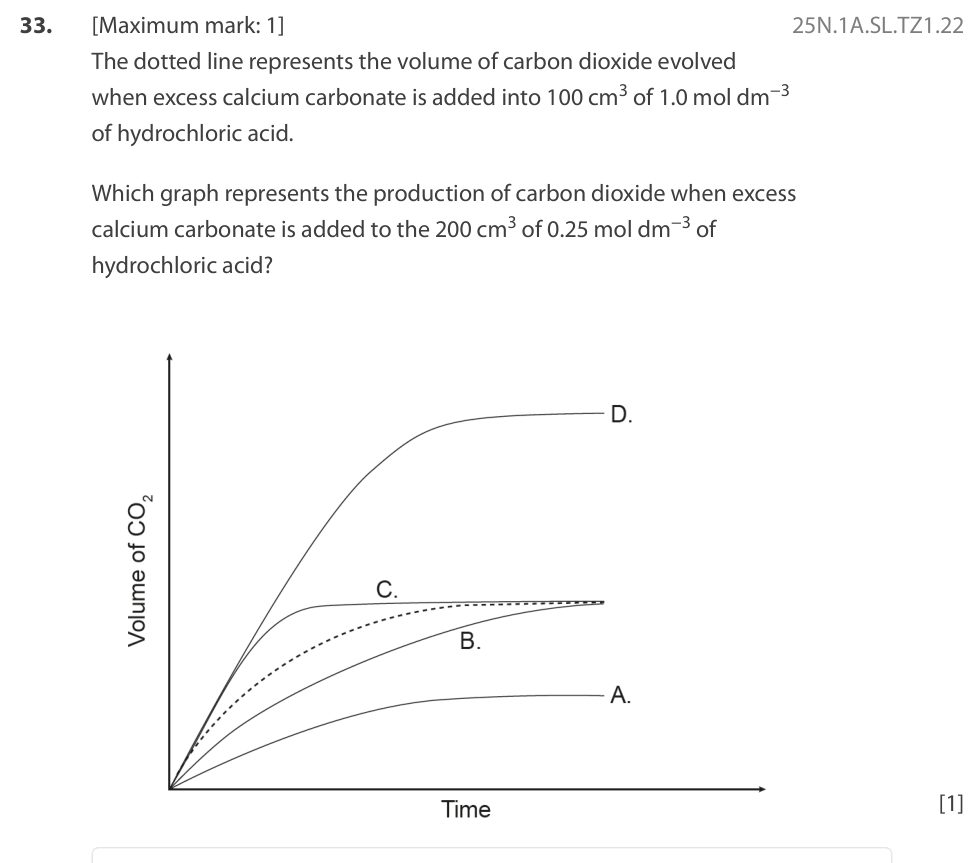 33. [Maximum mark: 1] 25N.1A.SL.TZ1.22
The dotted line represents the volume of carbon dioxide evolved
when excess calcium carbonate is added into 100 cm³ of 1.0 mol dm⁻³
of hydrochloric acid.
Which graph represents the production of carbon dioxide when excess
calcium carbonate is added to the 200 cm³ of 0.25 mol dm⁻³ of
hydrochloric acid?
D.
C.
B.
A.
Volume of CO₂
Time
[1]